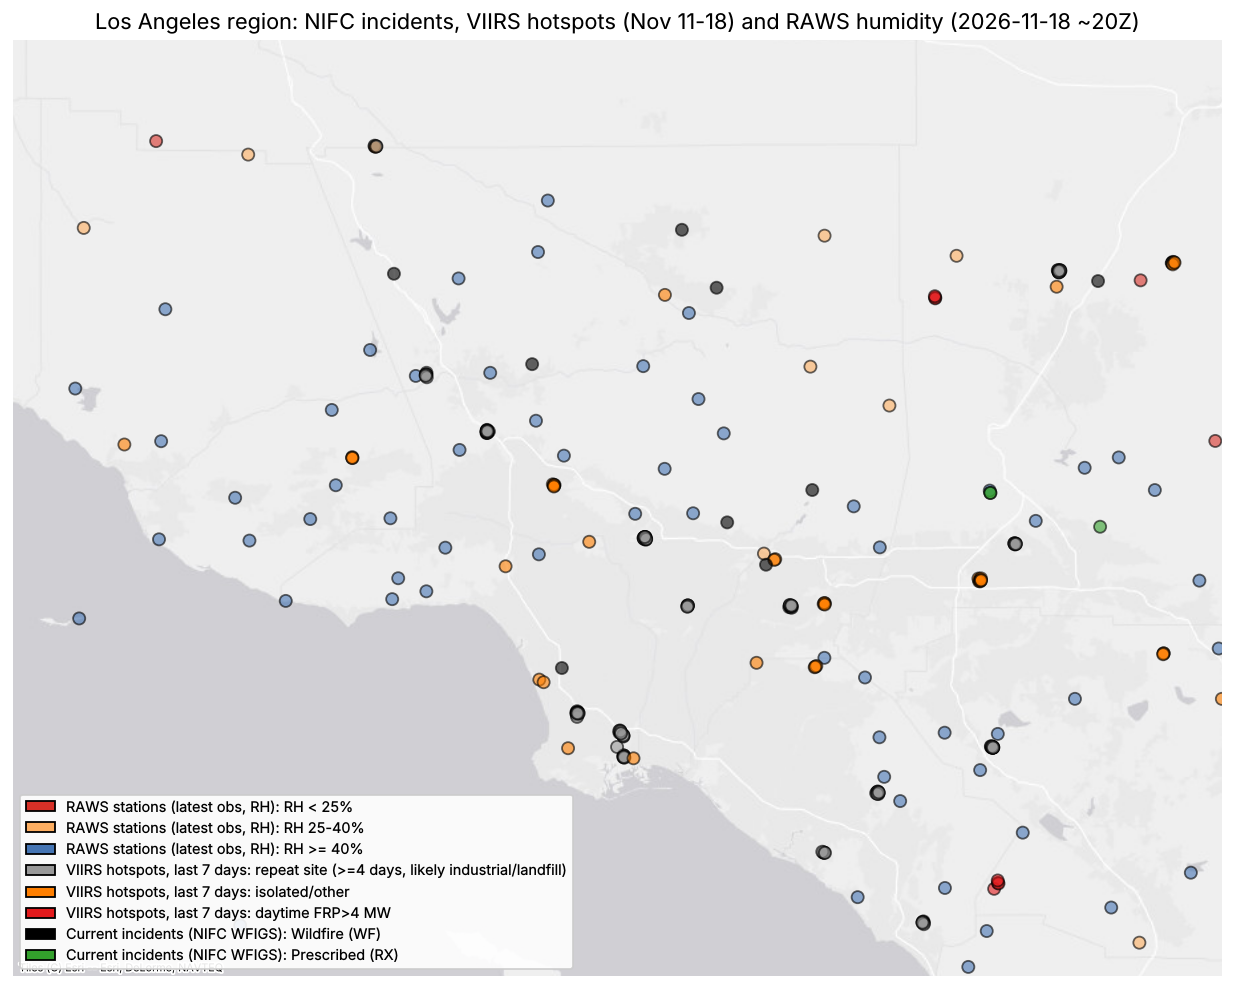 Los Angeles region: NIFC incidents, VIIRS hotspots (Nov 11-18) and RAWS humidity (2026-11-18 ~20Z)
RAWS stations (latest obs, RH): RH < 25%
RAWS stations (latest obs, RH): RH 25-40%
RAWS stations (latest obs, RH): RH >= 40%
VIIRS hotspots, last 7 days: repeat site (>=4 days, likely industrial/landfill)
VIIRS hotspots, last 7 days: isolated/other
VIIRS hotspots, last 7 days: daytime FRP>4 MW
Current incidents (NIFC WFIGS): Wildfire (WF)
Current incidents (NIFC WFIGS): Prescribed (RX)